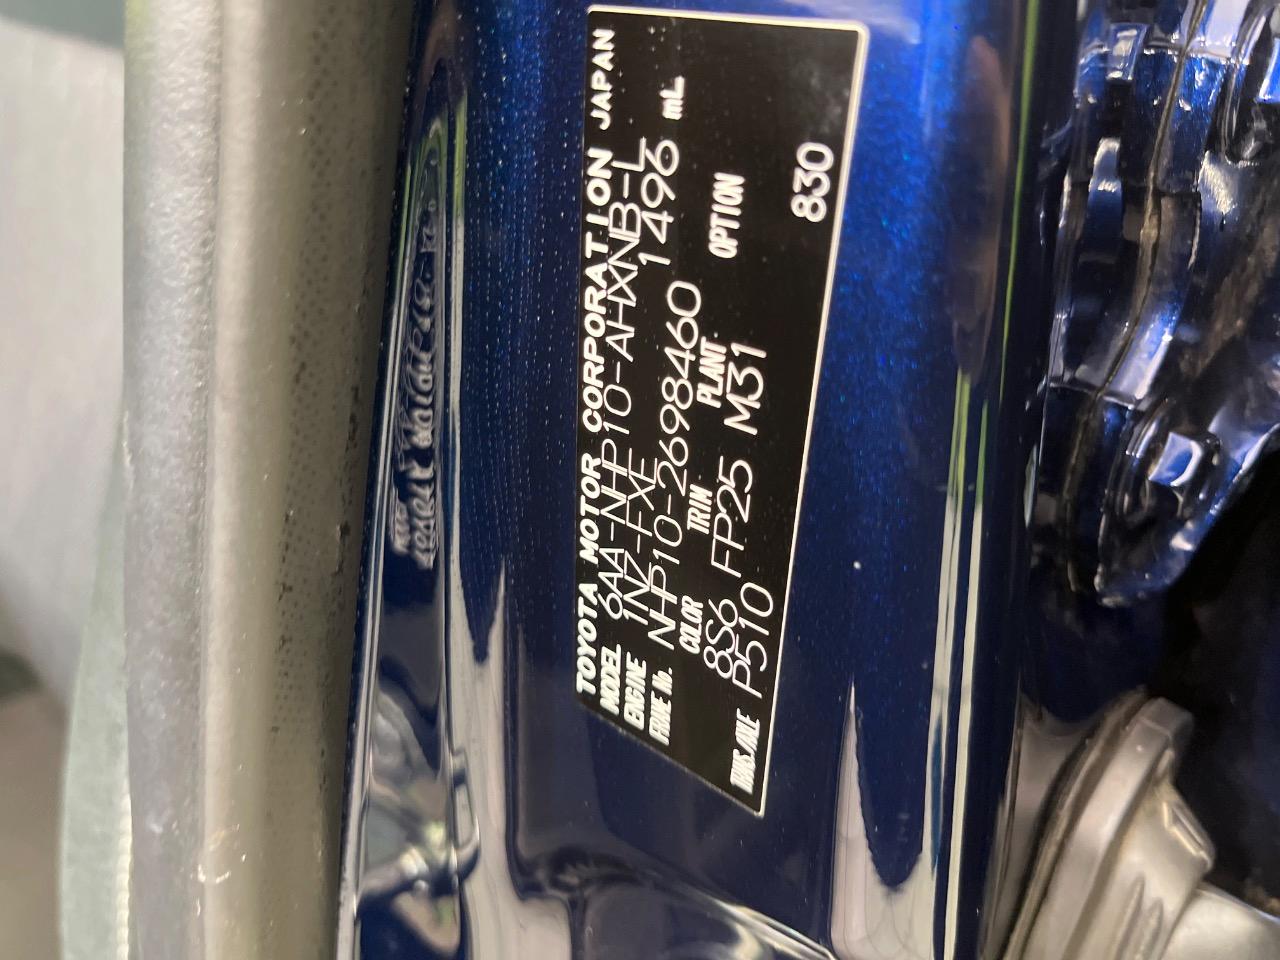 TOYOTA MOTOR CORPORATION JAPAN
MODEL 6AA-NHP10-AHXNB-L
ENGINE 1NZ-FXE 1496 mL
FRAME No. NHP10-2698460
COLOR TRIM PLANT OPTION
8S6 FP25 M31
TRANS./AXLE P510 830